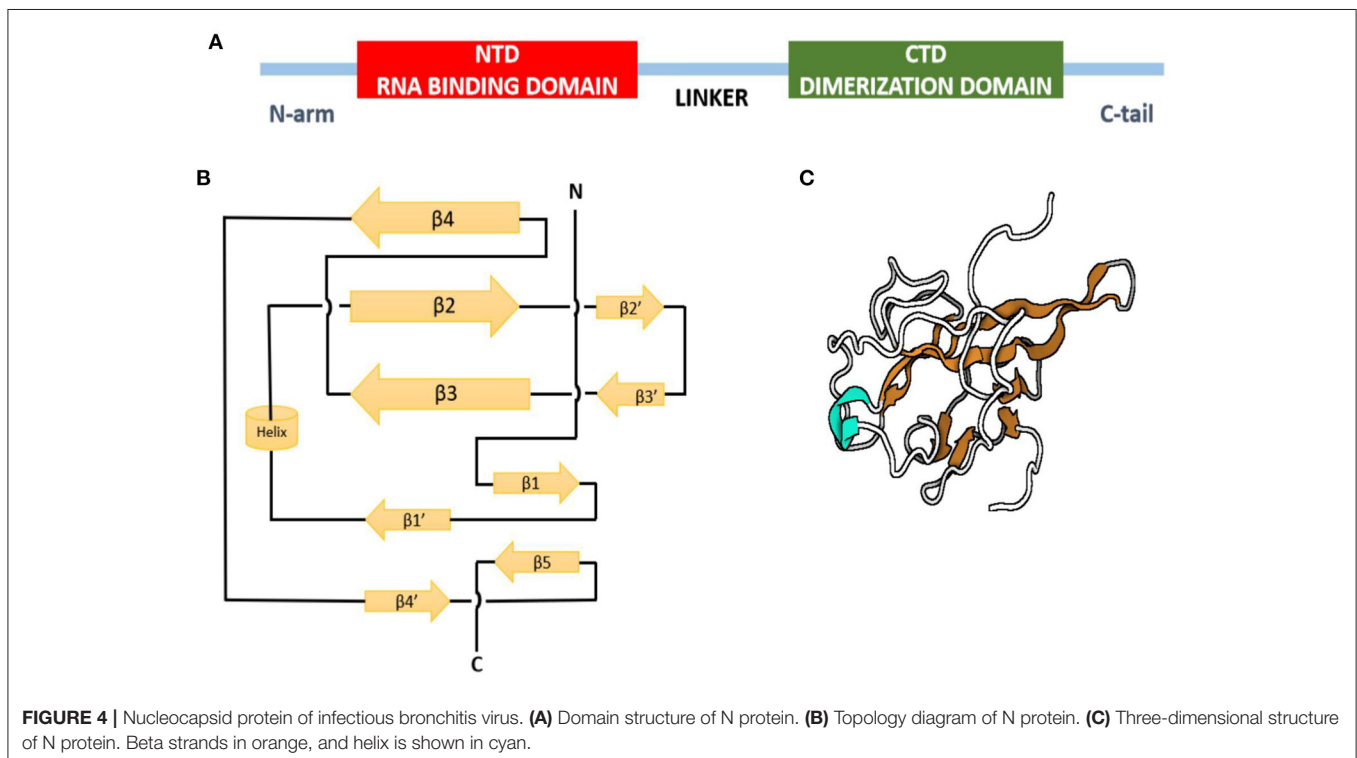 A
NTD
RNA BINDING DOMAIN
CTD
DIMERIZATION DOMAIN
LINKER
N-arm
C-tail
B
C
N
β4
β2
β2'
β3
β3'
Helix
β1
β1'
β5
β4'
C
FIGURE 4 | Nucleocapsid protein of infectious bronchitis virus. (A) Domain structure of N protein. (B) Topology diagram of N protein. (C) Three-dimensional structure
of N protein. Beta strands in orange, and helix is shown in cyan.